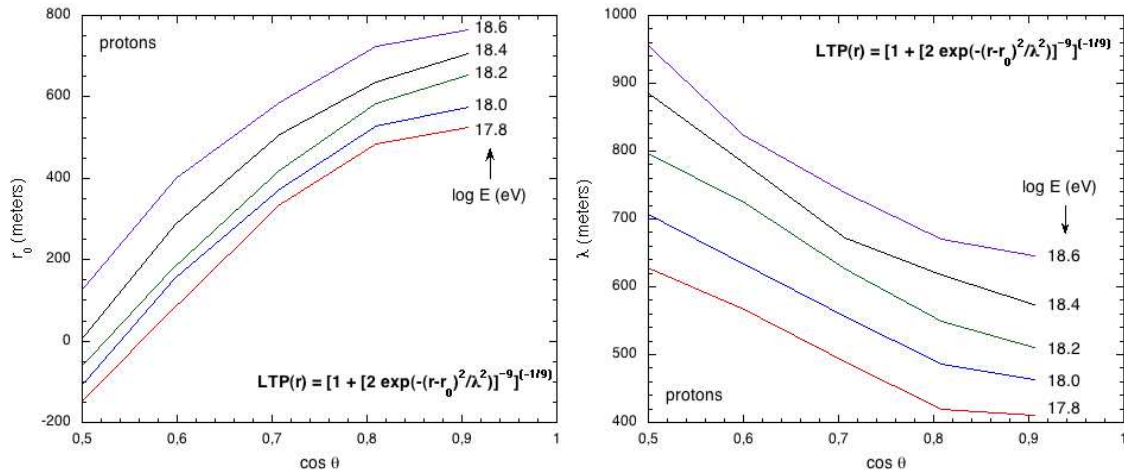 800
600
400
200
0
-200
r₀ (meters)
protons
18.6
18.4
18.2
18.0
17.8
log E (eV)
LTP(r) = [1 + [2 exp(-(r-r₀)²/λ²)]⁻⁹]⁽⁻¹/⁹⁾
0,5 0,6 0,7 0,8 0,9 1
cos θ
1000
900
800
700
600
500
400
λ (meters)
LTP(r) = [1 + [2 exp(-(r-r₀)²/λ²)]⁻⁹]⁽⁻¹/⁹⁾
log E (eV)
18.6
18.4
18.2
18.0
17.8
protons
0,5 0,6 0,7 0,8 0,9 1
cos θ